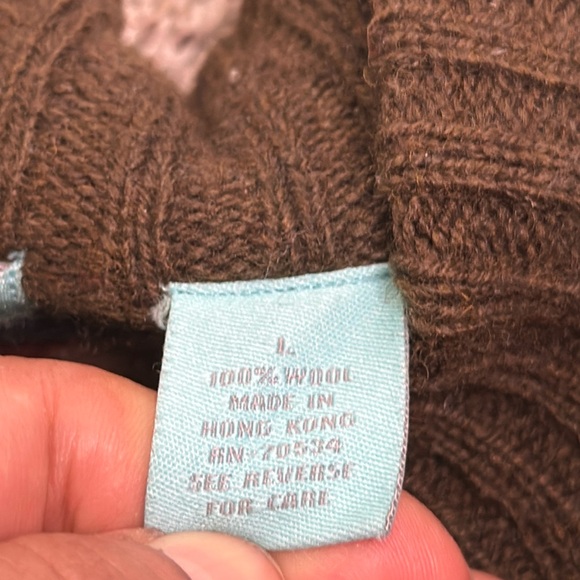 L
100% WOOL
MADE IN
HONG KONG
RN 70534
SEE REVERSE
FOR CARE